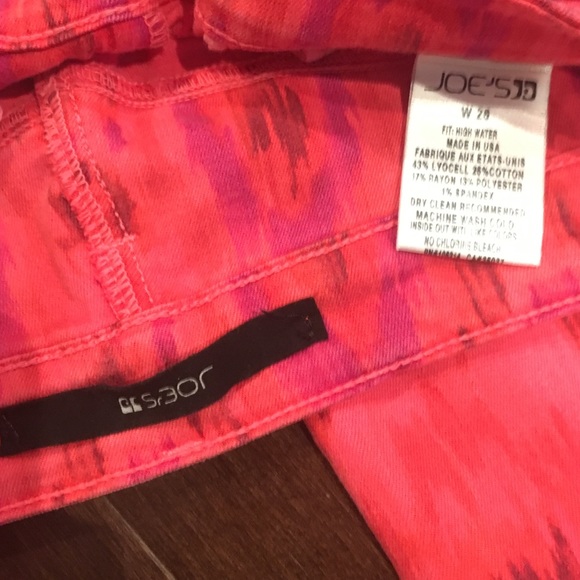 JOE'S
W 26
FIT: HIGH WATER
MADE IN USA
FABRIQUE AUX ETATS-UNIS
43% LYOCELL 26%COTTON
17% RAYON 13% POLYESTER
1% SPANDEX
DRY CLEAN RECOMMENDED
MACHINE WASH COLD
INSIDE OUT WITH LIKE COLORS
NO CHLORINE BLEACH
JOE'S